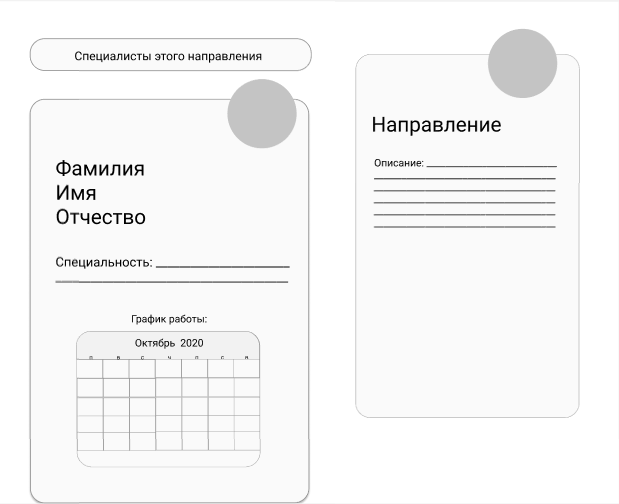 Специалисты этого направления
Фамилия
Имя
Отчество
Специальность:
График работы:
Октябрь 2020
п в с ч п с в
Направление
Описание: